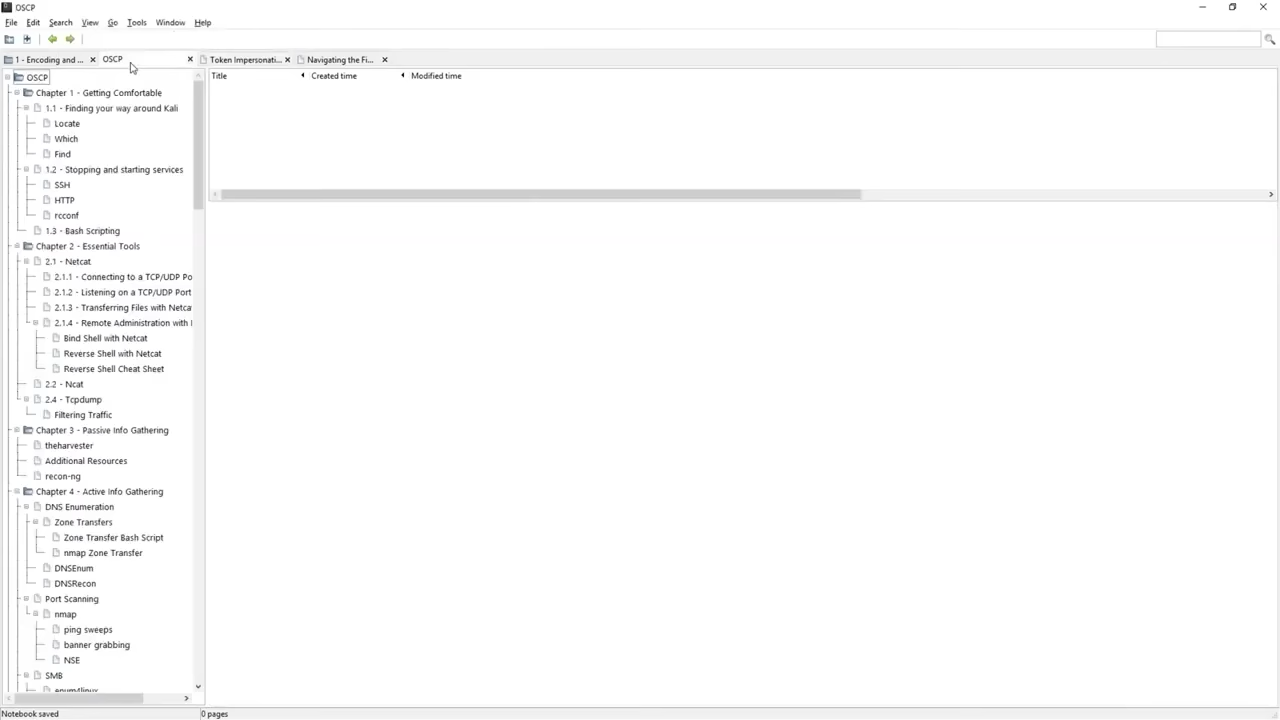 OSCP
File Edit Search View Go Tools Window Help
1 - Encoding and ... OSCP Token Impersonati... Navigating the Fi...
OSCP
Title Created time Modified time
Chapter 1 - Getting Comfortable
1.1 - Finding your way around Kali
Locate
Which
Find
1.2 - Stopping and starting services
SSH
HTTP
rcconf
1.3 - Bash Scripting
Chapter 2 - Essential Tools
2.1 - Netcat
2.1.1 - Connecting to a TCP/UDP Po
2.1.2 - Listening on a TCP/UDP Port
2.1.3 - Transferring Files with Netca
2.1.4 - Remote Administration with
Bind Shell with Netcat
Reverse Shell with Netcat
Reverse Shell Cheat Sheet
2.2 - Ncat
2.4 - Tcpdump
Filtering Traffic
Chapter 3 - Passive Info Gathering
theharvester
Additional Resources
recon-ng
Chapter 4 - Active Info Gathering
DNS Enumeration
Zone Transfers
Zone Transfer Bash Script
nmap Zone Transfer
DNSEnum
DNSRecon
Port Scanning
nmap
ping sweeps
banner grabbing
NSE
SMB
enum4linux
Notebook saved 0 pages